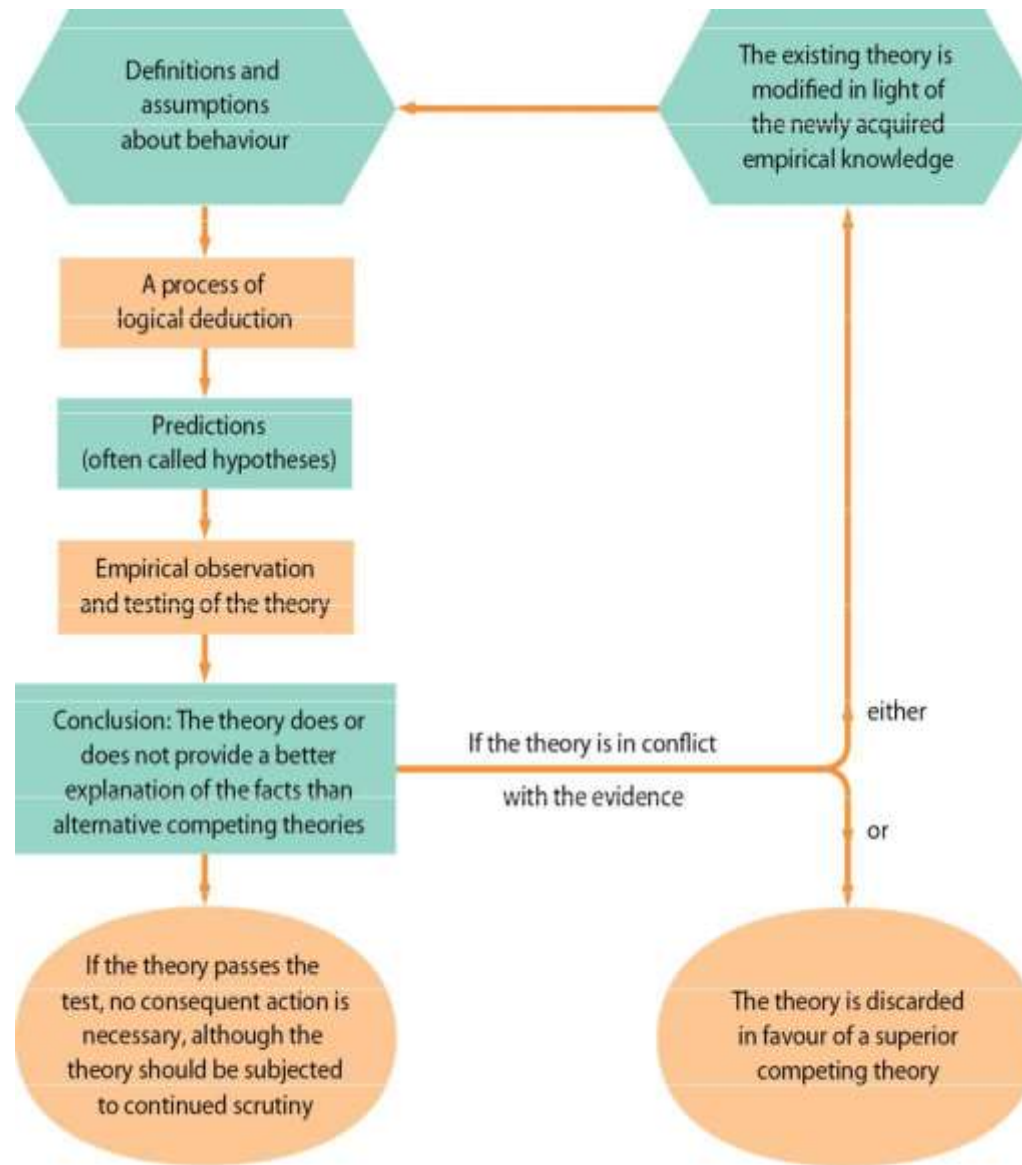 Definitions and
assumptions
about behaviour
The existing theory is
modified in light of
the newly acquired
empirical knowledge
A process of
logical deduction
Predictions
(often called hypotheses)
Empirical observation
and testing of the theory
Conclusion: The theory does or
does not provide a better
explanation of the facts than
alternative competing theories
If the theory is in conflict
with the evidence
either
or
If the theory passes the
test, no consequent action is
necessary, although the
theory should be subjected
to continued scrutiny
The theory is discarded
in favour of a superior
competing theory